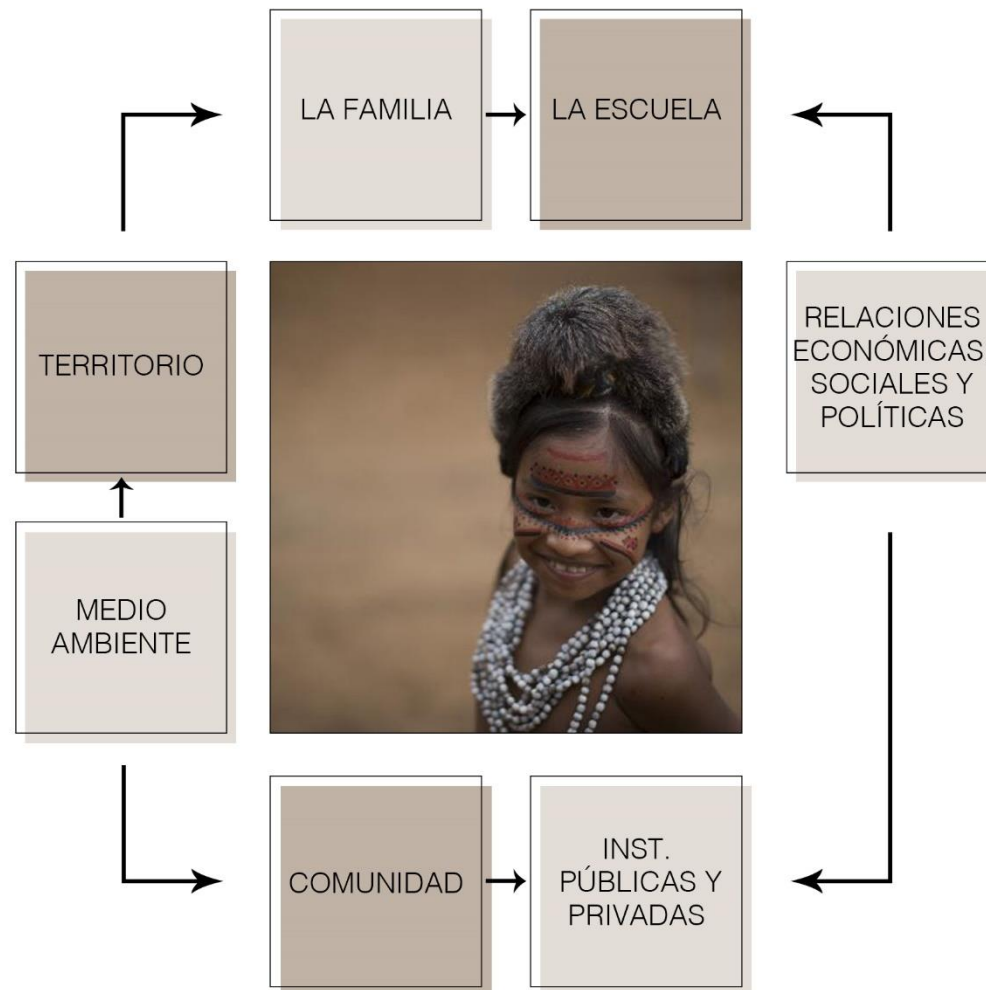 LA FAMILIA
LA ESCUELA
TERRITORIO
RELACIONES
ECONÓMICAS
SOCIALES Y
POLÍTICAS
MEDIO
AMBIENTE
COMUNIDAD
INST.
PÚBLICAS Y
PRIVADAS